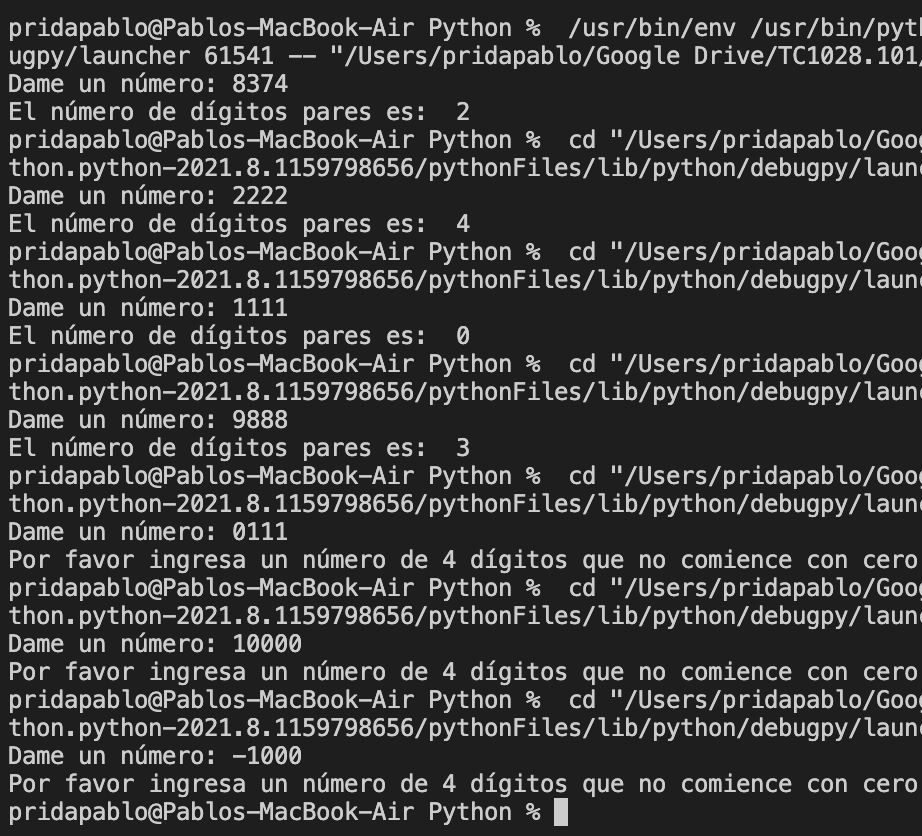 pridapablo@Pablos-MacBook-Air Python %  /usr/bin/env /usr/bin/pyth
ugpy/launcher 61541 -- "/Users/pridapablo/Google Drive/TC1028.101/
Dame un número: 8374
El número de dígitos pares es:  2
pridapablo@Pablos-MacBook-Air Python %  cd "/Users/pridapablo/Goog
thon.python-2021.8.1159798656/pythonFiles/lib/python/debugpy/laun
Dame un número: 2222
El número de dígitos pares es:  4
pridapablo@Pablos-MacBook-Air Python %  cd "/Users/pridapablo/Goog
thon.python-2021.8.1159798656/pythonFiles/lib/python/debugpy/laun
Dame un número: 1111
El número de dígitos pares es:  0
pridapablo@Pablos-MacBook-Air Python %  cd "/Users/pridapablo/Goog
thon.python-2021.8.1159798656/pythonFiles/lib/python/debugpy/laun
Dame un número: 9888
El número de dígitos pares es:  3
pridapablo@Pablos-MacBook-Air Python %  cd "/Users/pridapablo/Goog
thon.python-2021.8.1159798656/pythonFiles/lib/python/debugpy/laun
Dame un número: 0111
Por favor ingresa un número de 4 dígitos que no comience con cero
pridapablo@Pablos-MacBook-Air Python %  cd "/Users/pridapablo/Goog
thon.python-2021.8.1159798656/pythonFiles/lib/python/debugpy/laun
Dame un número: 10000
Por favor ingresa un número de 4 dígitos que no comience con cero
pridapablo@Pablos-MacBook-Air Python %  cd "/Users/pridapablo/Goog
thon.python-2021.8.1159798656/pythonFiles/lib/python/debugpy/laun
Dame un número: -1000
Por favor ingresa un número de 4 dígitos que no comience con cero
pridapablo@Pablos-MacBook-Air Python %